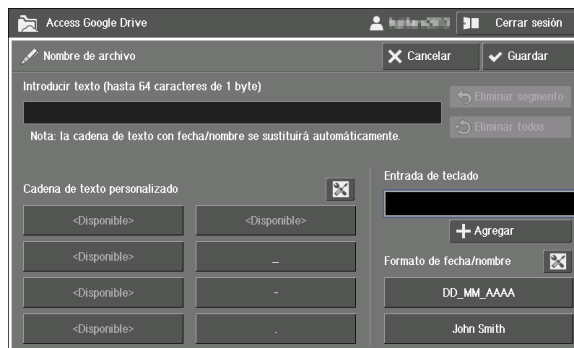 Access Google Drive
Cerrar sesión
Nombre de archivo
Cancelar
Guardar
Introducir texto (hasta 64 caracteres de 1 byte)
Eliminar segmento
Eliminar todos
Nota: la cadena de texto con fecha/nombre se sustituirá automáticamente.
Cadena de texto personalizado
Entrada de teclado
<Disponible>
<Disponible>
Agregar
<Disponible>
_
Formato de fecha/nombre
<Disponible>
-
DD_MM_AAAA
<Disponible>
.
John Smith